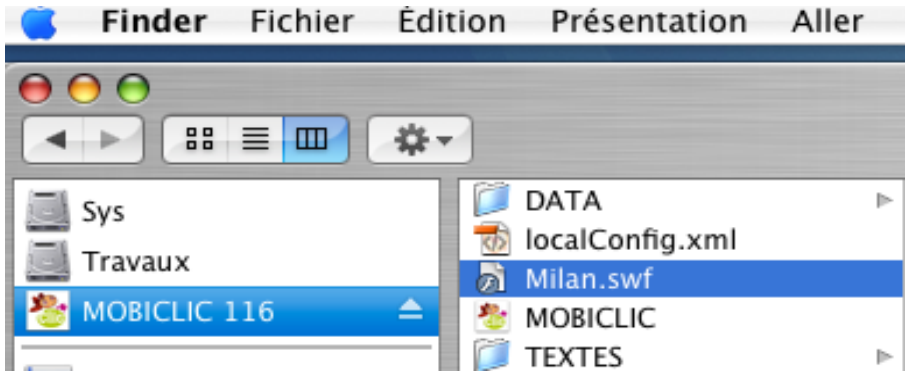 Finder Fichier Édition Présentation Aller
Sys
Travaux
MOBICLIC 116
DATA
localConfig.xml
Milan.swf
MOBICLIC
TEXTES